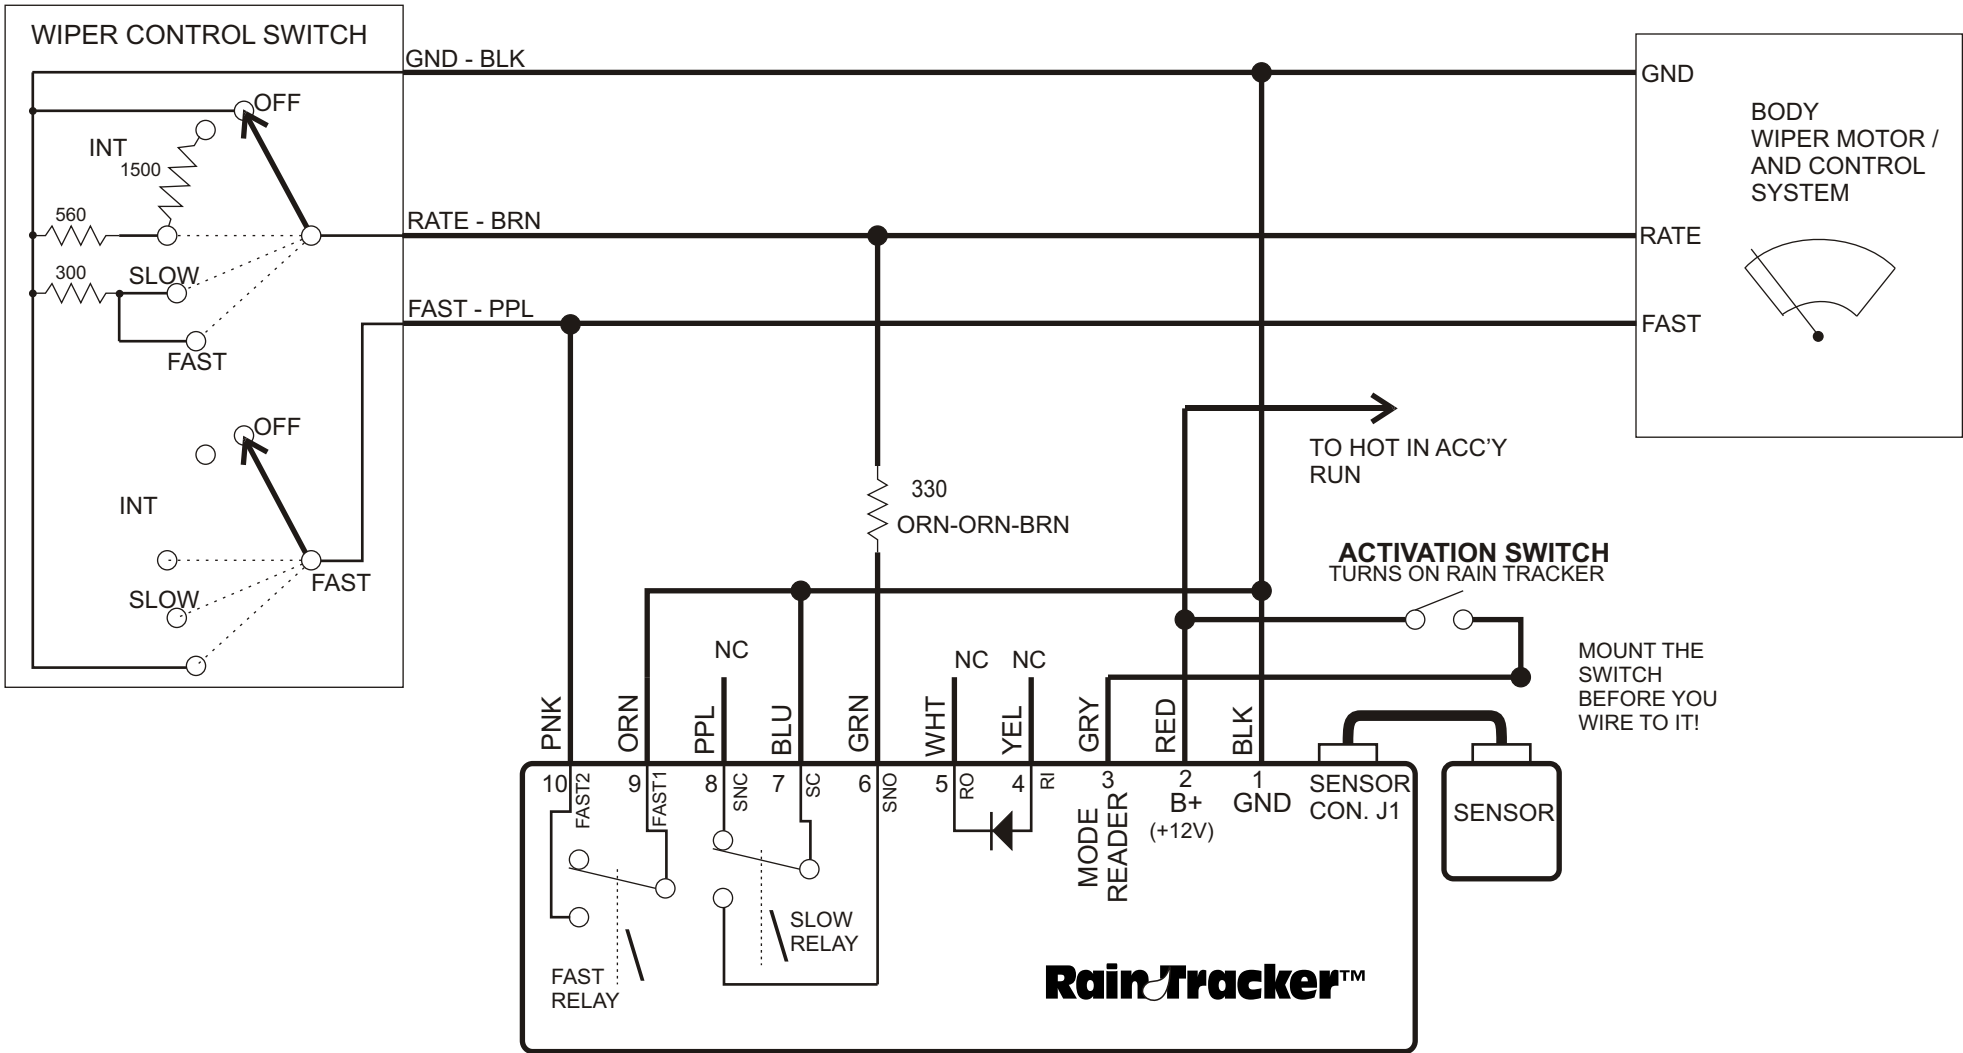 WIPER CONTROL SWITCH
GND - BLK
OFF
INT
1500
560
300
SLOW
FAST
RATE - BRN
FAST - PPL
OFF
INT
SLOW
FAST
GND
BODY
WIPER MOTOR /
AND CONTROL
SYSTEM
RATE
FAST
TO HOT IN ACC'Y
RUN
330
ORN-ORN-BRN
ACTIVATION SWITCH
TURNS ON RAIN TRACKER
MOUNT THE
SWITCH
BEFORE YOU
WIRE TO IT!
NC
NC
NC
PNK
ORN
PPL
BLU
GRN
WHT
YEL
GRY
RED
BLK
10
FAST2
9
FAST1
8
SNC
7
SC
6
SNO
5
RO
4
RI
3
MODE
READER
2
B+
(+12V)
1
GND
SENSOR
CON. J1
SENSOR
FAST
RELAY
SLOW
RELAY
RainTracker™